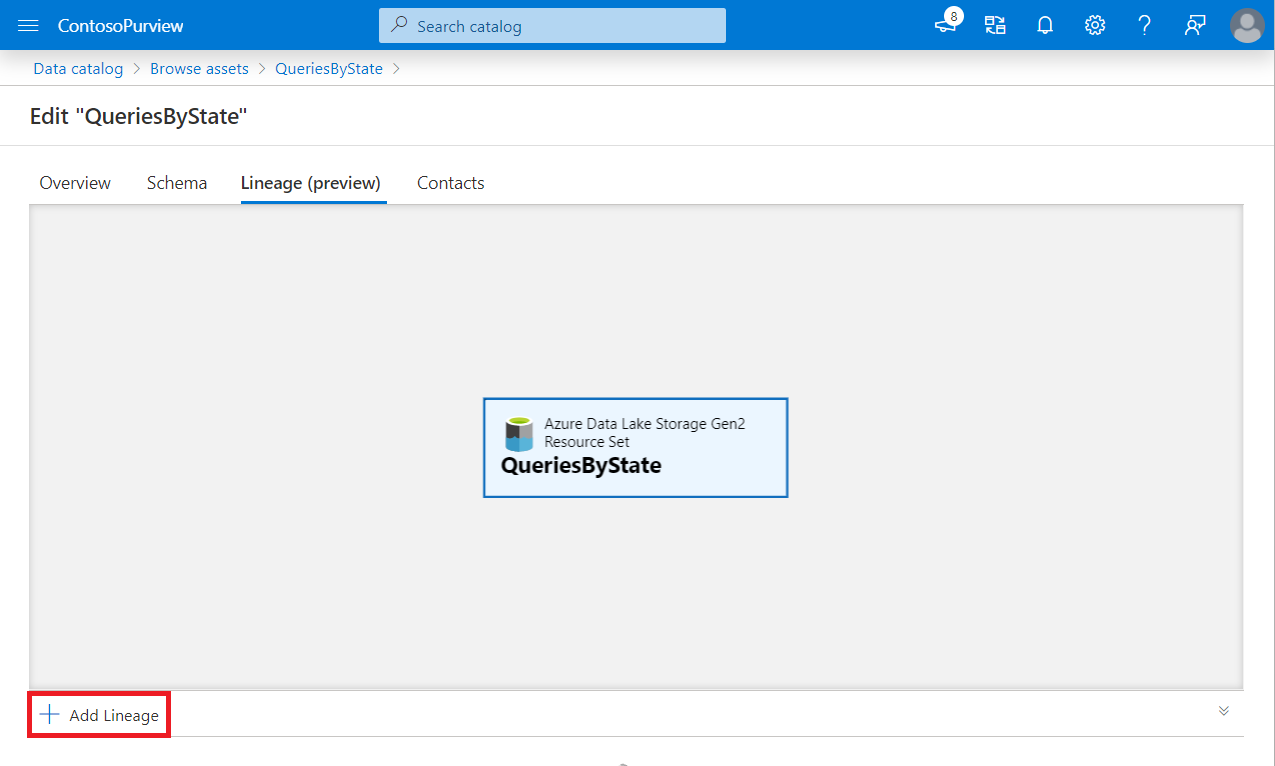 ContosoPurview
Search catalog
8
Data catalog > Browse assets > QueriesByState >
Edit "QueriesByState"
Overview Schema Lineage (preview) Contacts
Azure Data Lake Storage Gen2
Resource Set
QueriesByState
Add Lineage